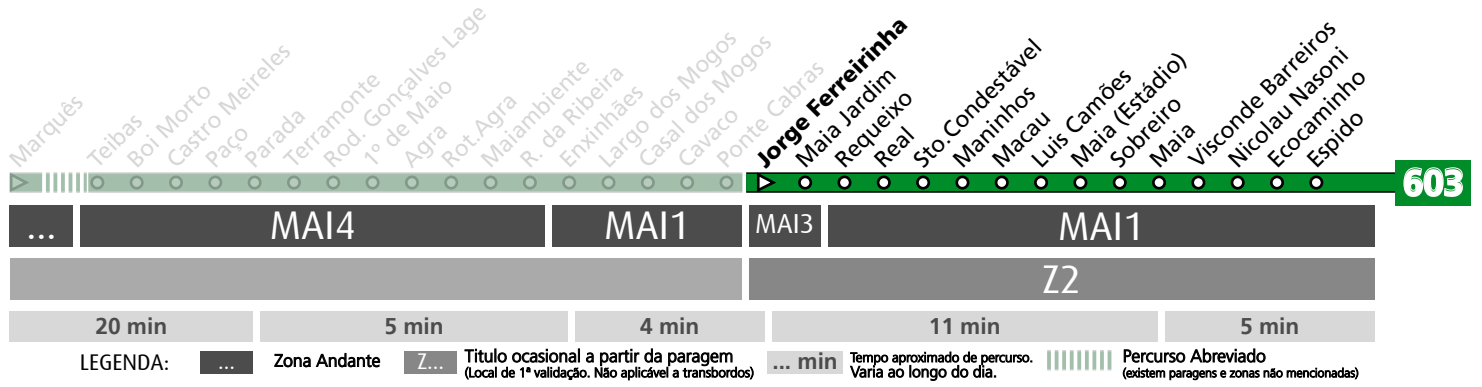 Marquês
Teibas
Boi Morto
Castro Meireles
Paço
Parada
Terramonte
Rod. Gonçalves Lage
1º de Maio
Agra
Rot.Agra
Maiambiente
R. da Ribeira
Enxinhães
Largo dos Mogos
Casal dos Mogos
Cavaco
Ponte Cabras
Jorge Ferreirinha
Maia Jardim
Requeixo
Real
Sto.Condestável
Maninhos
Macau
Luis Camões
Maia (Estádio)
Sobreiro
Maia
Visconde Barreiros
Nicolau Nasoni
Ecocaminho
Espido
603
... MAI4 MAI1 MAI3 MAI1
Z2
20 min 5 min 4 min 11 min 5 min
LEGENDA: ... Zona Andante Z... Titulo ocasional a partir da paragem
(Local de 1ª validação. Não aplicável a transbordos)
... min Tempo aproximado de percurso.
Varia ao longo do dia.
Percurso Abreviado
(existem paragens e zonas não mencionadas)